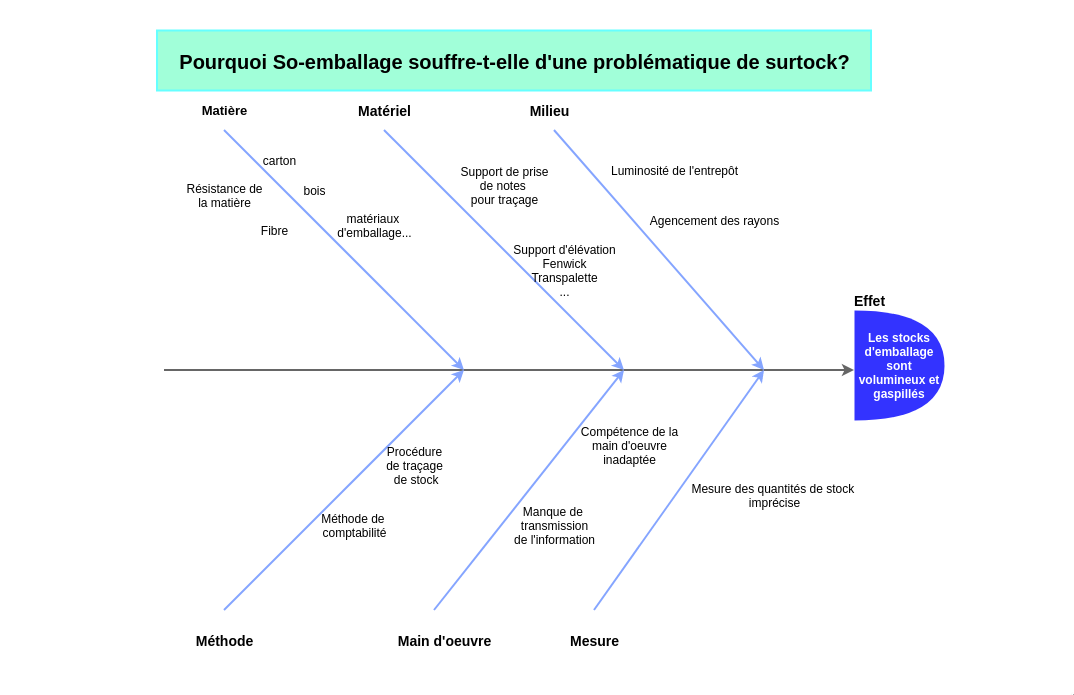 Pourquoi So-emballage souffre-t-elle d'une problématique de surtock?
Matière
Matériel
Milieu
carton
Résistance de
la matière
bois
Fibre
matériaux
d'emballage...
Support de prise
de notes
pour traçage
Support d'élévation
Fenwick
Transpalette
...
Luminosité de l'entrepôt
Agencement des rayons
Effet
Les stocks
d'emballage
sont
volumineux et
gaspillés
Procédure
de traçage
de stock
Méthode de
comptabilité
Compétence de la
main d'oeuvre
inadaptée
Manque de
transmission
de l'information
Mesure des quantités de stock
imprécise
Méthode
Main d'oeuvre
Mesure